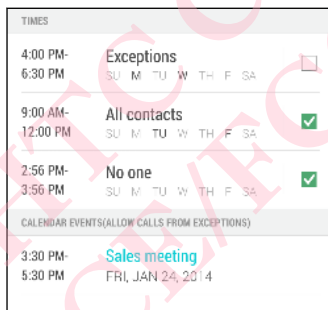 TIMES
4:00 PM- Exceptions
6:30 PM SU M TU W TH F SA
9:00 AM- All contacts
12:00 PM SU M TU W TH F SA
2:56 PM- No one
3:56 PM SU M TU W TH F SA
CALENDAR EVENTS(ALLOW CALLS FROM EXCEPTIONS)
3:30 PM- Sales meeting
5:30 PM FRI, JAN 24, 2014